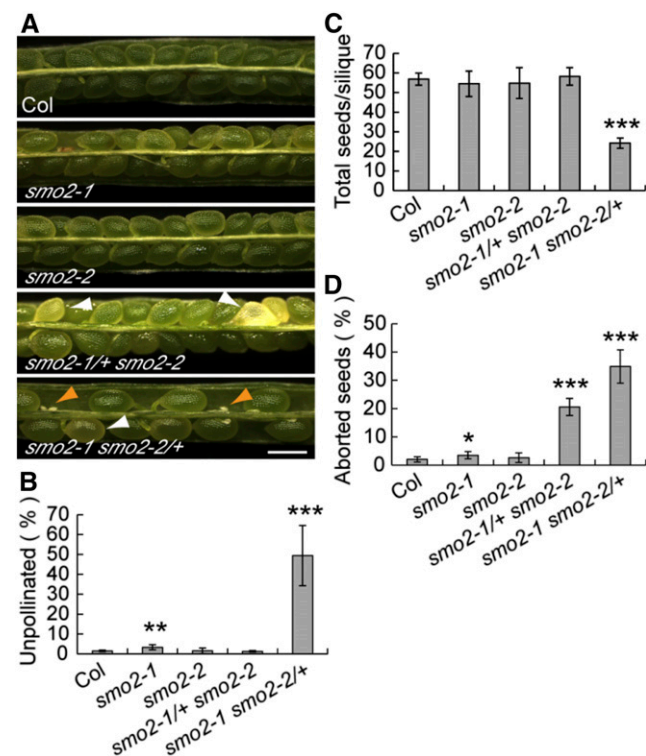 A
Col
smo2-1
smo2-2
smo2-1/+ smo2-2
smo2-1 smo2-2/+
B
Unpollinated ( % )
70
60
50
40
30
20
10
0
**
***
Col
smo2-1
smo2-2
smo2-1/+ smo2-2
smo2-1 smo2-2/+
C
Total seeds/silique
70
60
50
40
30
20
10
0
***
Col
smo2-1
smo2-2
smo2-1/+ smo2-2
smo2-1 smo2-2/+
D
Aborted seeds ( % )
50
40
30
20
10
0
*
***
***
Col
smo2-1
smo2-2
smo2-1/+ smo2-2
smo2-1 smo2-2/+